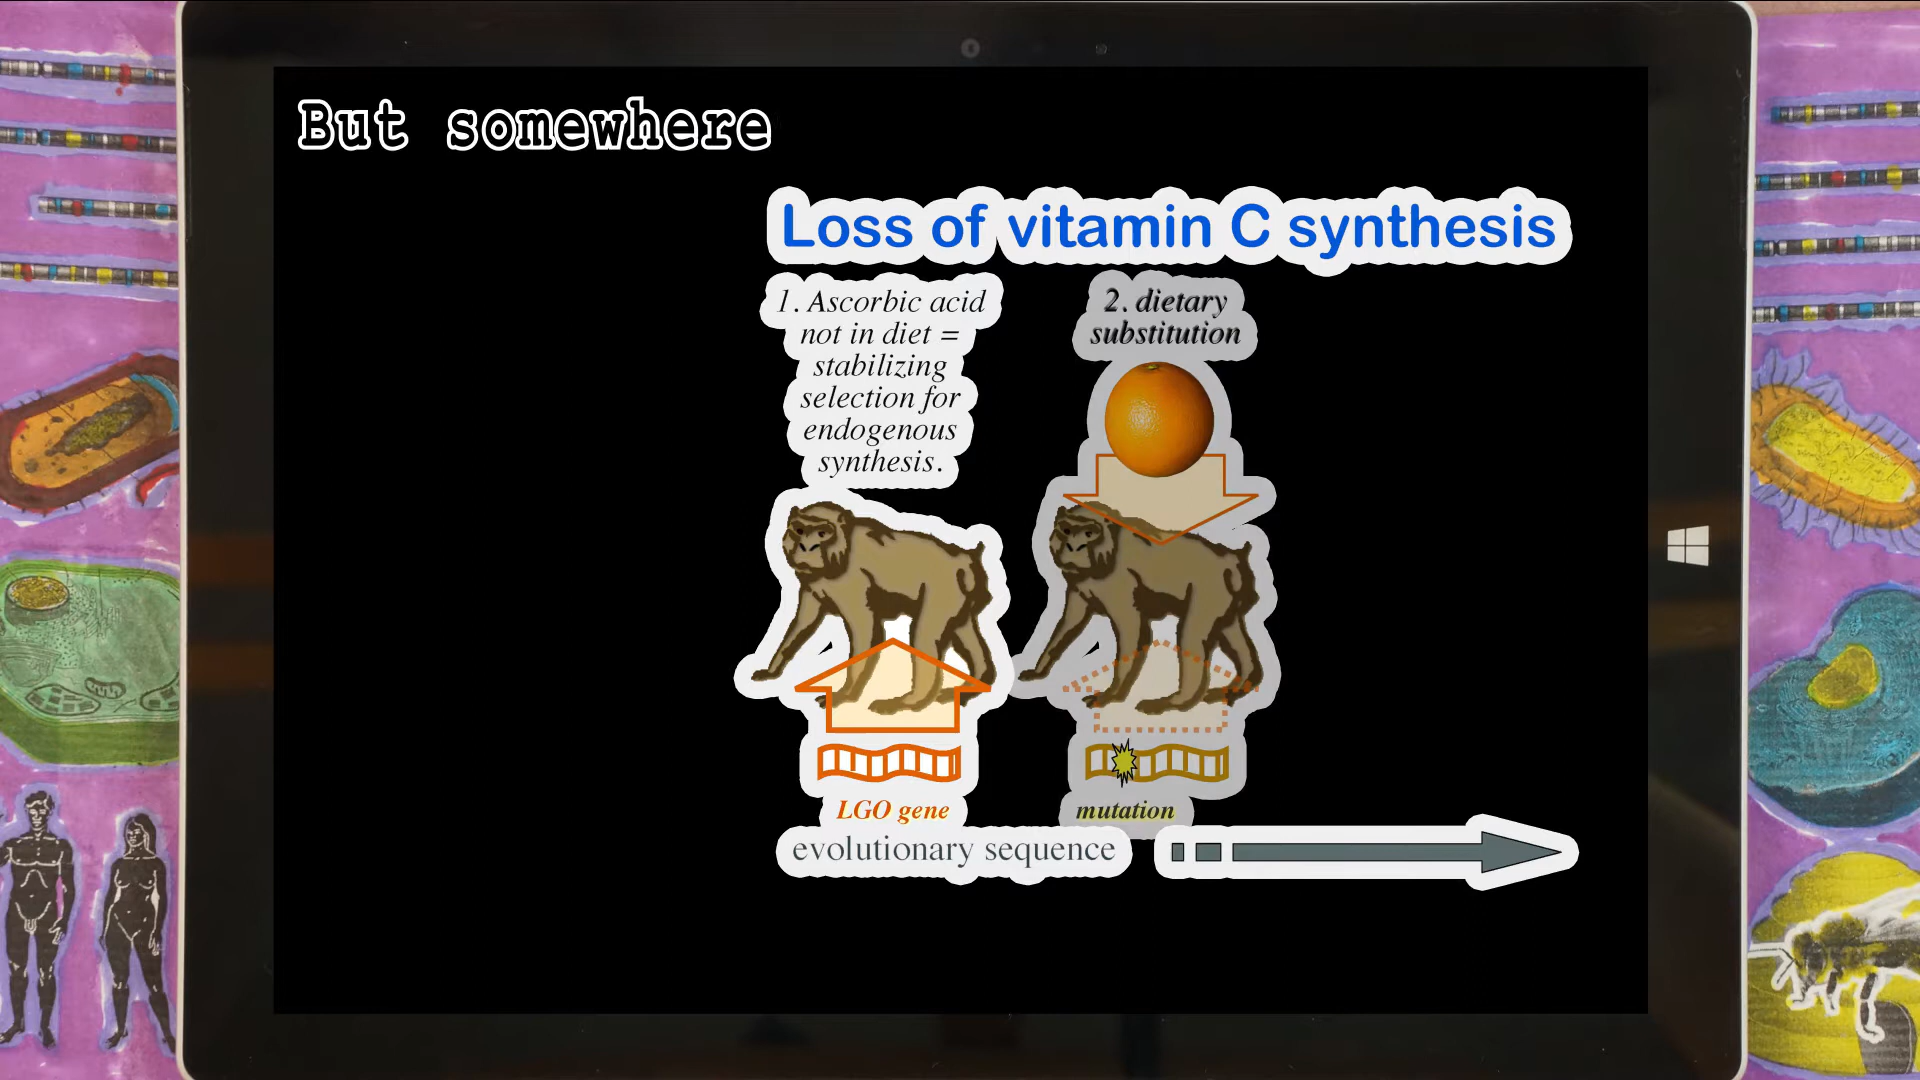 But somewhere
Loss of vitamin C synthesis
1. Ascorbic acid
not in diet =
stabilizing
selection for
endogenous
synthesis.
2. dietary
substitution
LGO gene
mutation
evolutionary sequence